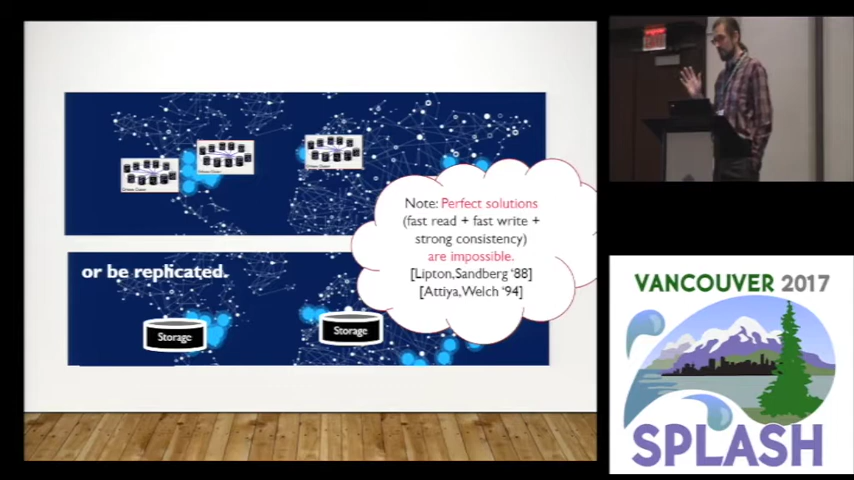 Note: Perfect solutions
(fast read + fast write +
strong consistency)
are impossible.
[Lipton,Sandberg '88]
[Attiya,Welch '94]
or be replicated.
Storage
Storage
VANCOUVER 2017
SPLASH